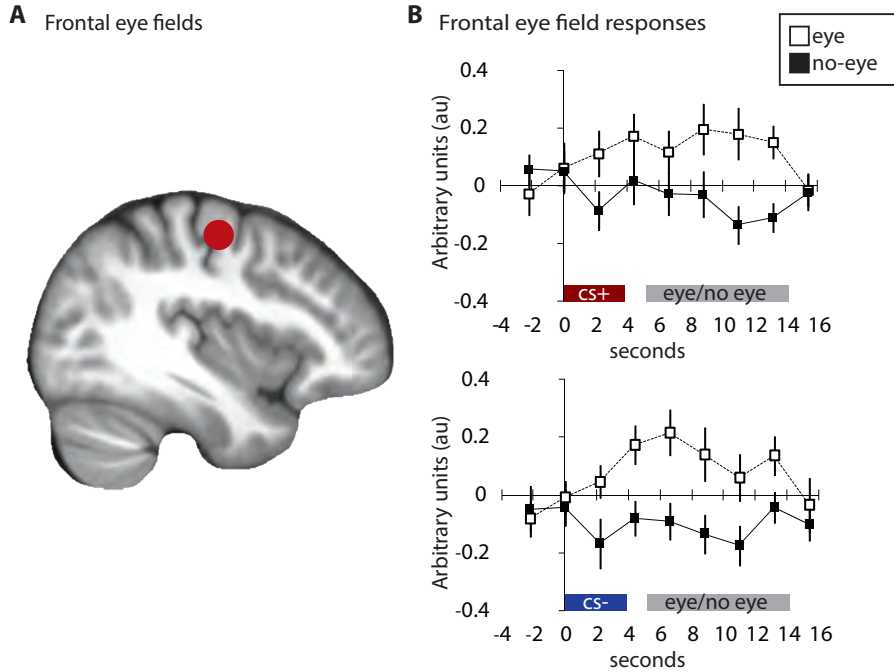 A Frontal eye fields
B Frontal eye field responses
eye
no-eye
Arbitrary units (au)
0.4
0.2
0
-0.2
-0.4
cs+
eye/no eye
-4 -2 0 2 4 6 8 10 12 14 16
seconds
Arbitrary units (au)
0.4
0.2
0
-0.2
-0.4
cs-
eye/no eye
-4 -2 0 2 4 6 8 10 12 14 16
seconds